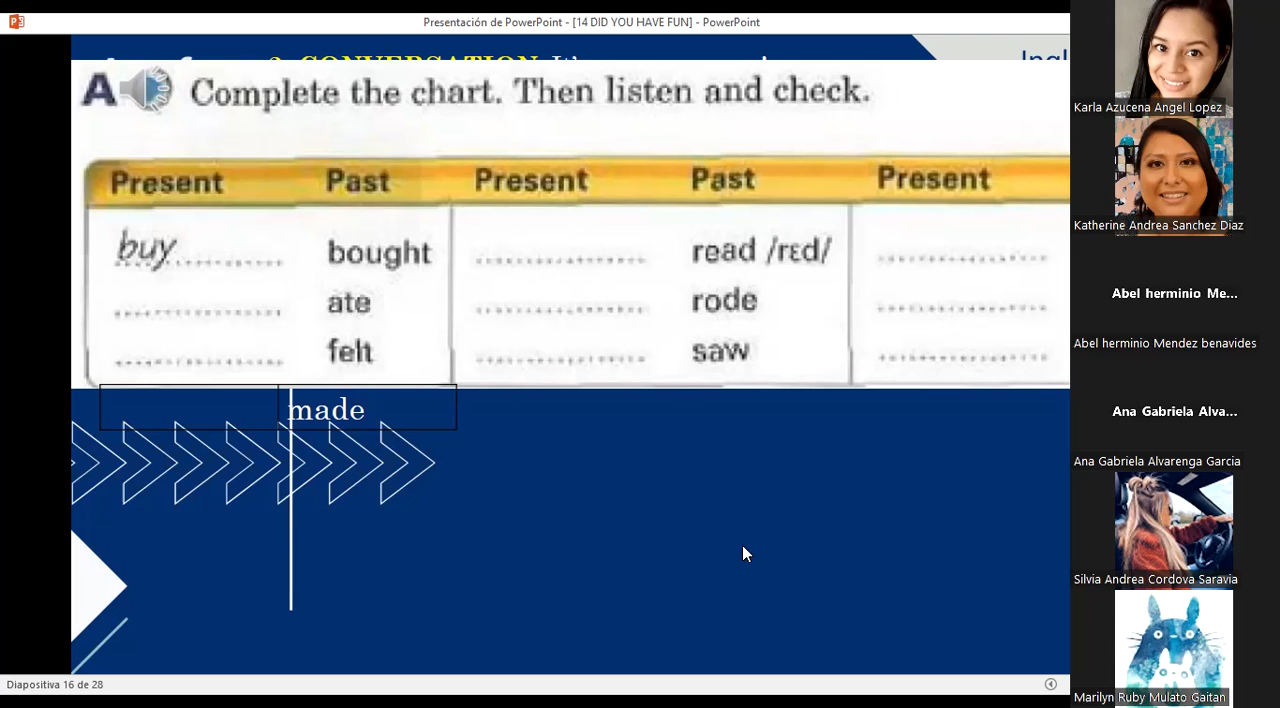 Presentación de PowerPoint - [14 DID YOU HAVE FUN] - PowerPoint
A Complete the chart. Then listen and check.
Present Past Present Past Present
buy bought read /rɛd/
ate rode
felt saw
made
Diapositiva 16 de 28
Karla Azucena Angel Lopez
Katherine Andrea Sanchez Diaz
Abel herminio Me...
Abel herminio Mendez benavides
Ana Gabriela Alva...
Ana Gabriela Alvarenga Garcia
Silvia Andrea Cordova Saravia
Marilyn Ruby Mulato Gaitan